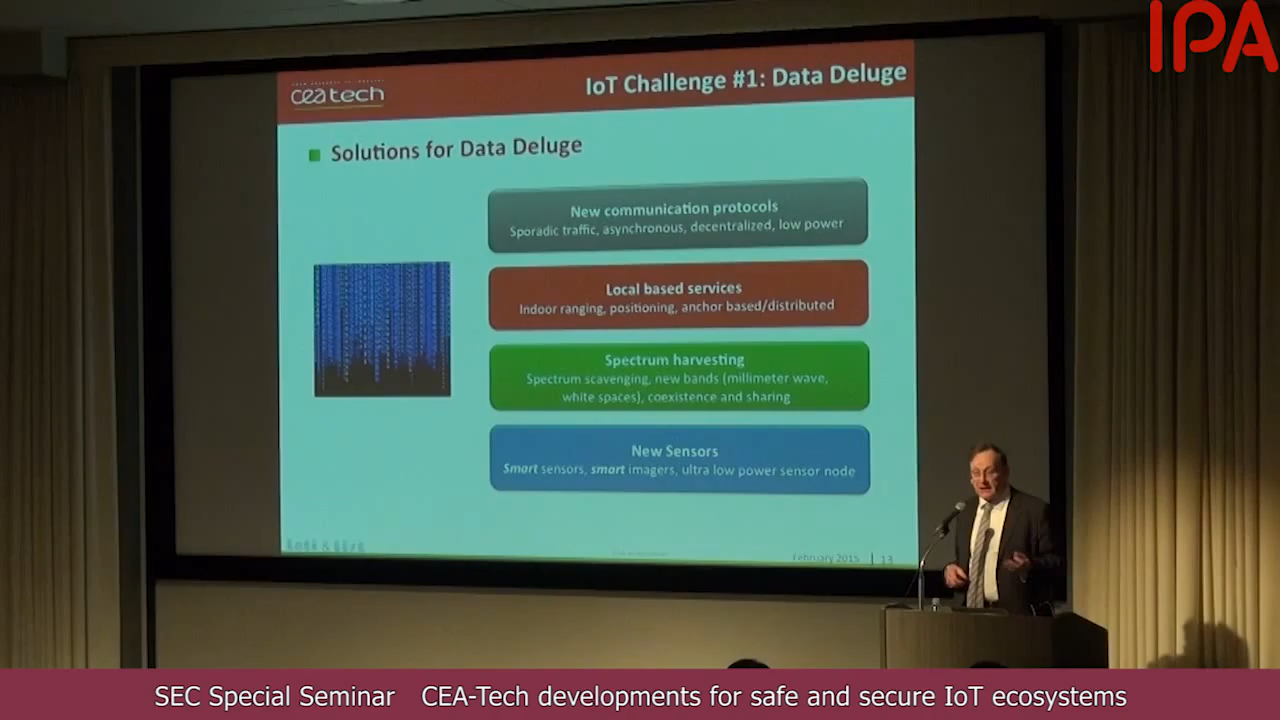 IPA
ceatech
IoT Challenge #1: Data Deluge
Solutions for Data Deluge
New communication protocols
Sporadic traffic, asynchronous, decentralized, low power
Local based services
Indoor ranging, positioning, anchor based/distributed
Spectrum harvesting
Spectrum scavenging, new bands (millimeter wave,
white spaces), coexistence and sharing
New Sensors
Smart sensors, smart imagers, ultra low power sensor node
February 2015 | 13
SEC Special Seminar CEA-Tech developments for safe and secure IoT ecosystems